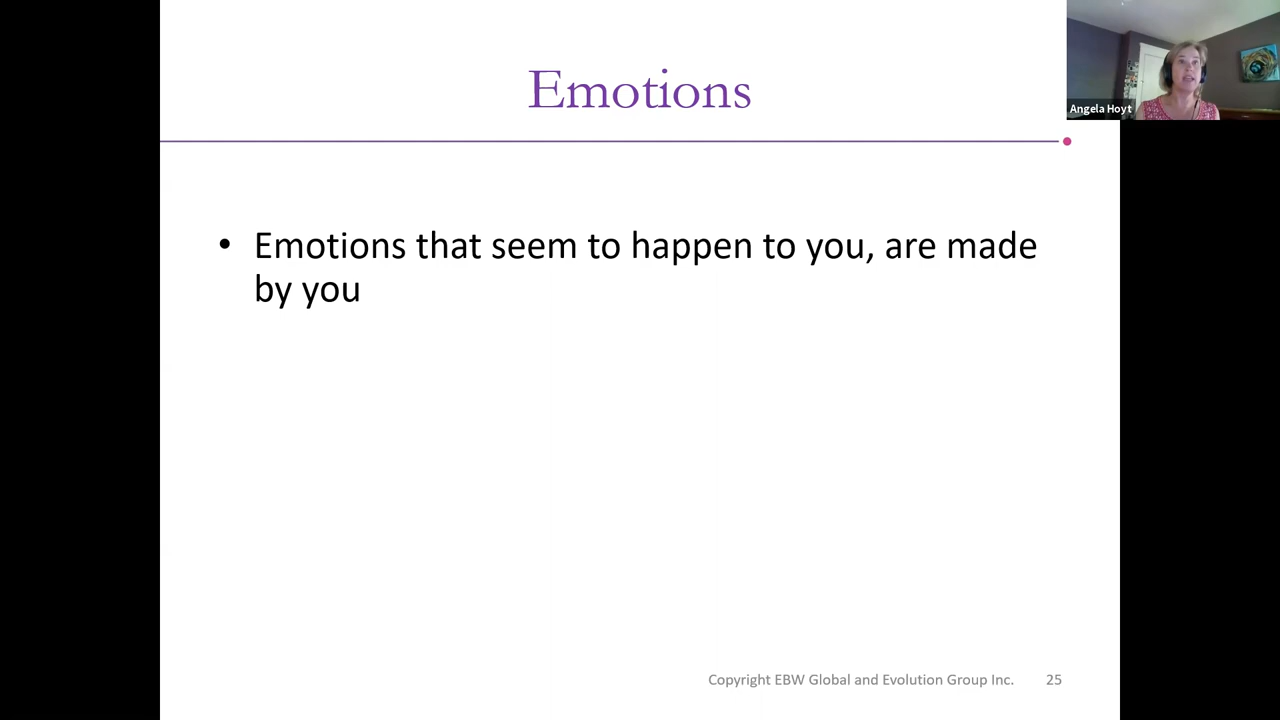 Emotions
Angela Hoyt
• Emotions that seem to happen to you, are made
by you
Copyright EBW Global and Evolution Group Inc. 25